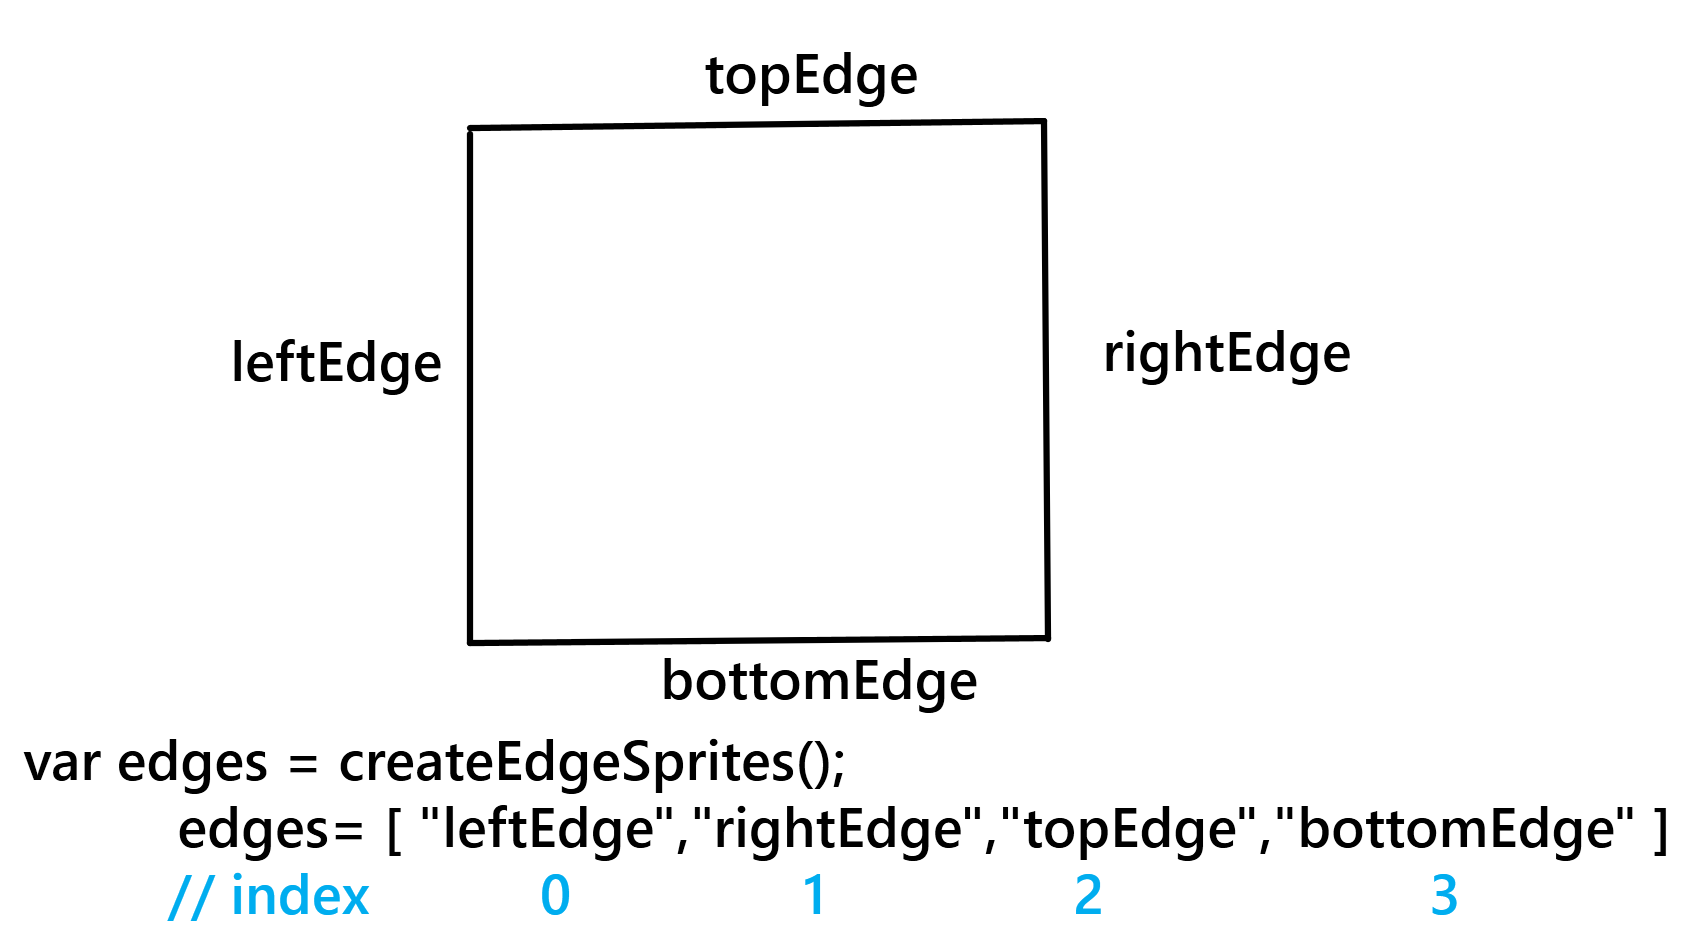 topEdge
leftEdge
rightEdge
bottomEdge
var edges = createEdgeSprites();
edges= [ "leftEdge","rightEdge","topEdge","bottomEdge" ]
// index 0 1 2 3